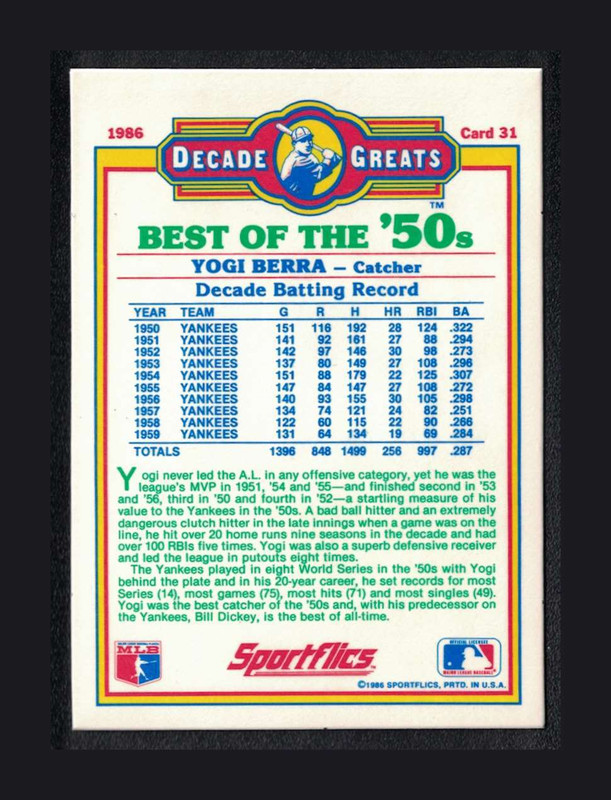 1986
Card 31
DECADE GREATS
TM
BEST OF THE '50s
YOGI BERRA – Catcher
Decade Batting Record
YEAR TEAM G R H HR RBI BA
1950 YANKEES 151 116 192 28 124 .322
1951 YANKEES 141 92 161 27 88 .294
1952 YANKEES 142 97 146 30 98 .273
1953 YANKEES 137 80 149 27 108 .296
1954 YANKEES 151 88 179 22 125 .307
1955 YANKEES 147 84 147 27 108 .272
1956 YANKEES 140 93 155 30 105 .298
1957 YANKEES 134 74 121 24 82 .251
1958 YANKEES 122 60 115 22 90 .266
1959 YANKEES 131 64 134 19 69 .284
TOTALS 1396 848 1499 256 997 .287
Yogi never led the A.L. in any offensive category, yet he was the
league's MVP in 1951, '54 and '55—and finished second in '53
and '56, third in '50 and fourth in '52—a startling measure of his
value to the Yankees in the '50s. A bad ball hitter and an extremely
dangerous clutch hitter in the late innings when a game was on the
line, he hit over 20 home runs nine seasons in the decade and had
over 100 RBIs five times. Yogi was also a superb defensive receiver
and led the league in putouts eight times.
The Yankees played in eight World Series in the '50s with Yogi
behind the plate and in his 20-year career, he set records for most
Series (14), most games (75), most hits (71) and most singles (49).
Yogi was the best catcher of the '50s and, with his predecessor on
the Yankees, Bill Dickey, is the best of all-time.
MLB
Sportflics
OFFICIAL LICENSEE
MAJOR LEAGUE BASEBALL
©1986 SPORTFLICS, PRTD. IN U.S.A.